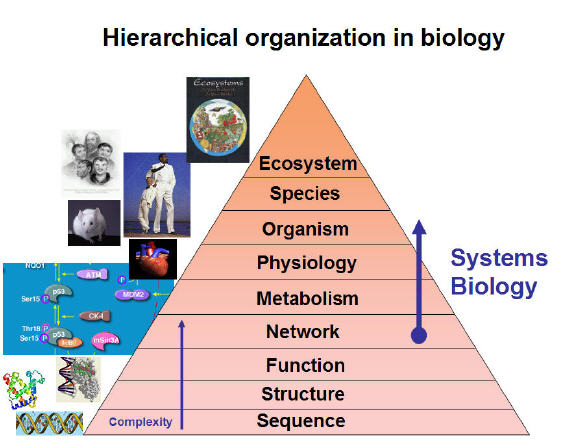 Hierarchical organization in biology
Ecosystems
Ecosystem
Species
Organism
Physiology
Metabolism
Network
Function
Structure
Sequence
Systems
Biology
Complexity
NQO1
ATM
P
p53
Ser15 P
MDM2
CK4
Thr18 P
Ser15 P
p53
mSin3A